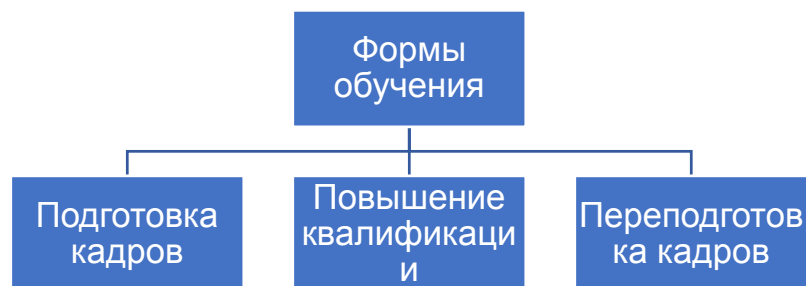 Формы
обучения
Подготовка
кадров
Повышение
квалификаци
и
Переподготов
ка кадров